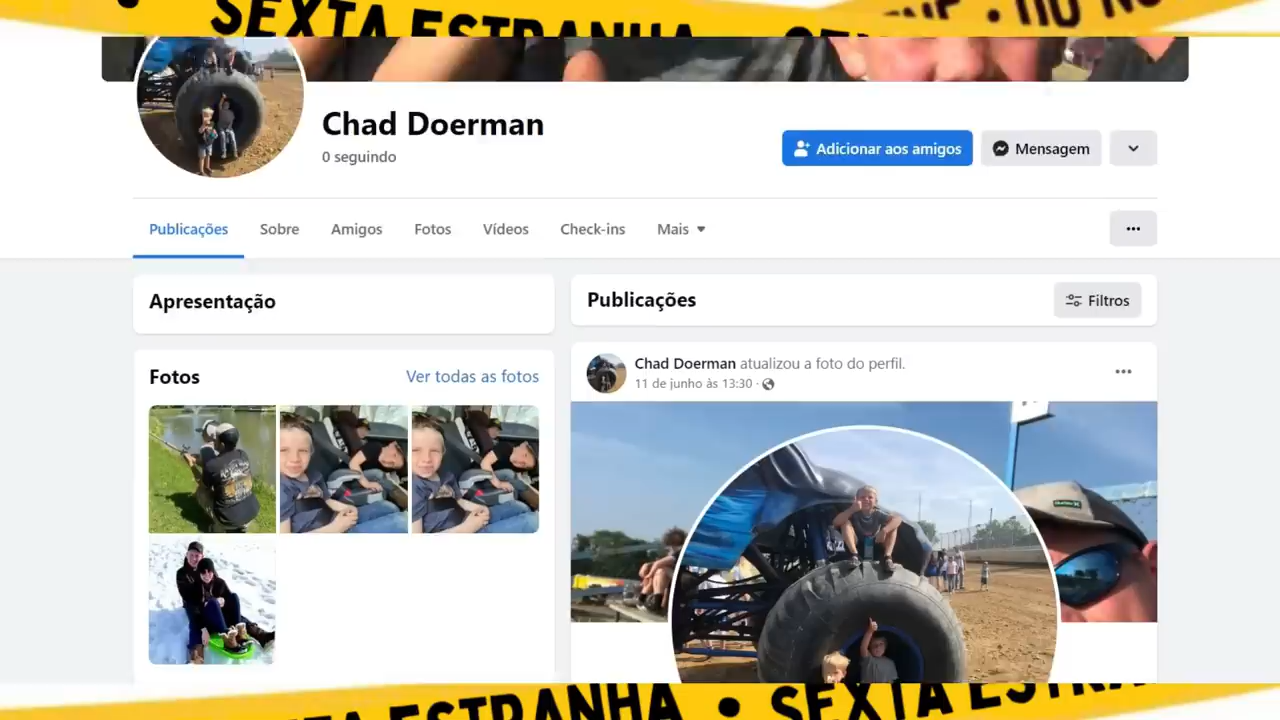 SEXTA ESTRANHA
Chad Doerman
0 seguindo
Adicionar aos amigos
Mensagem
Publicações
Sobre
Amigos
Fotos
Vídeos
Check-ins
Mais
Apresentação
Publicações
Filtros
Chad Doerman atualizou a foto do perfil.
11 de junho às 13:30 ·
Fotos
Ver todas as fotos
ESTRANHA • SEXTA